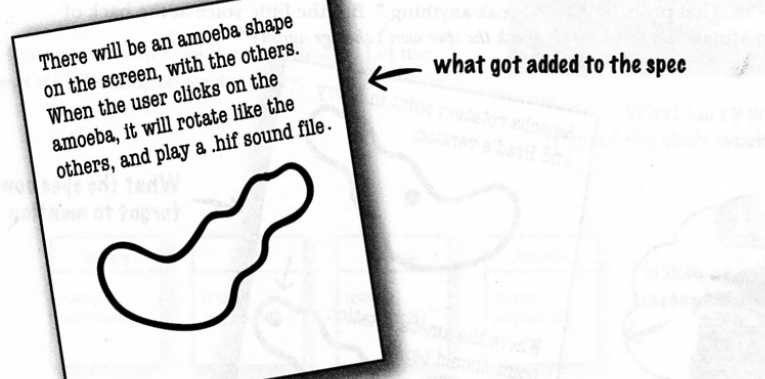 There will be an amoeba shape
on the screen, with the others.
When the user clicks on the
amoeba, it will rotate like the
others, and play a .hif sound file.
what got added to the spec